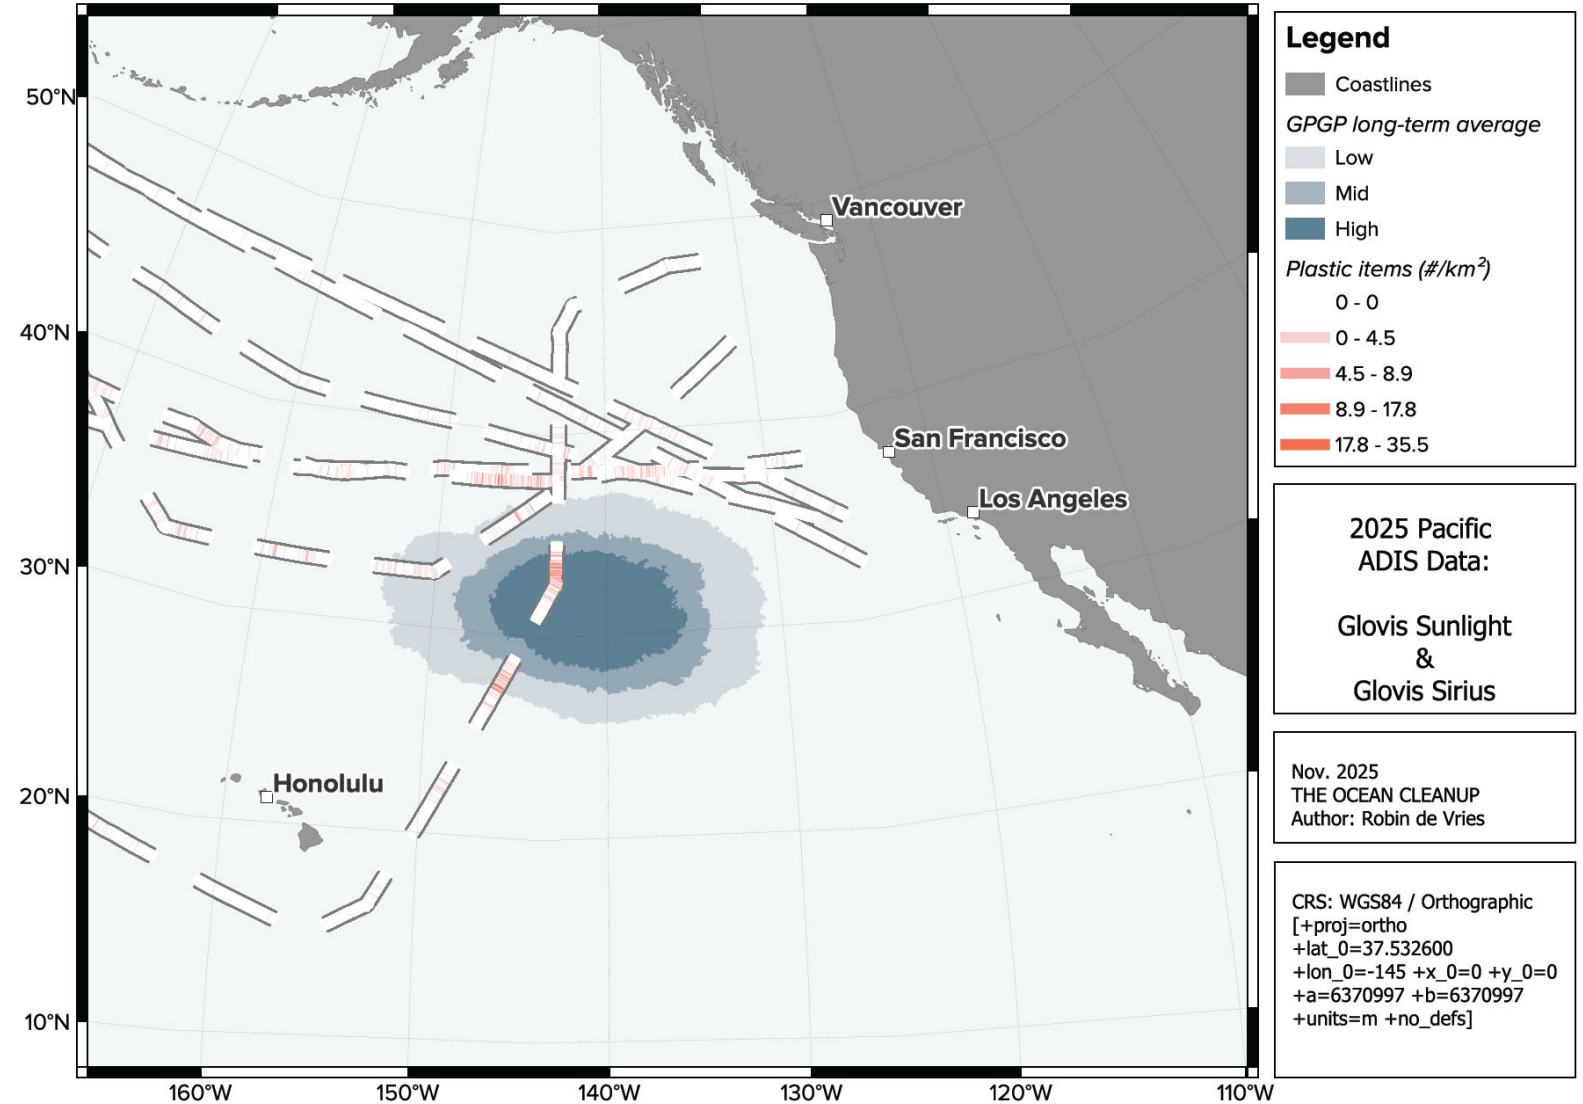 50°N
40°N
30°N
20°N
10°N
160°W
150°W
140°W
130°W
120°W
110°W
Vancouver
San Francisco
Los Angeles
Honolulu
Legend
Coastlines
GPGP long-term average
Low
Mid
High
Plastic items (#/km²)
0 - 0
0 - 4.5
4.5 - 8.9
8.9 - 17.8
17.8 - 35.5
2025 Pacific
ADIS Data:
Glovis Sunlight
&
Glovis Sirius
Nov. 2025
THE OCEAN CLEANUP
Author: Robin de Vries
CRS: WGS84 / Orthographic
[+proj=ortho
+lat_0=37.532600
+lon_0=-145 +x_0=0 +y_0=0
+a=6370997 +b=6370997
+units=m +no_defs]